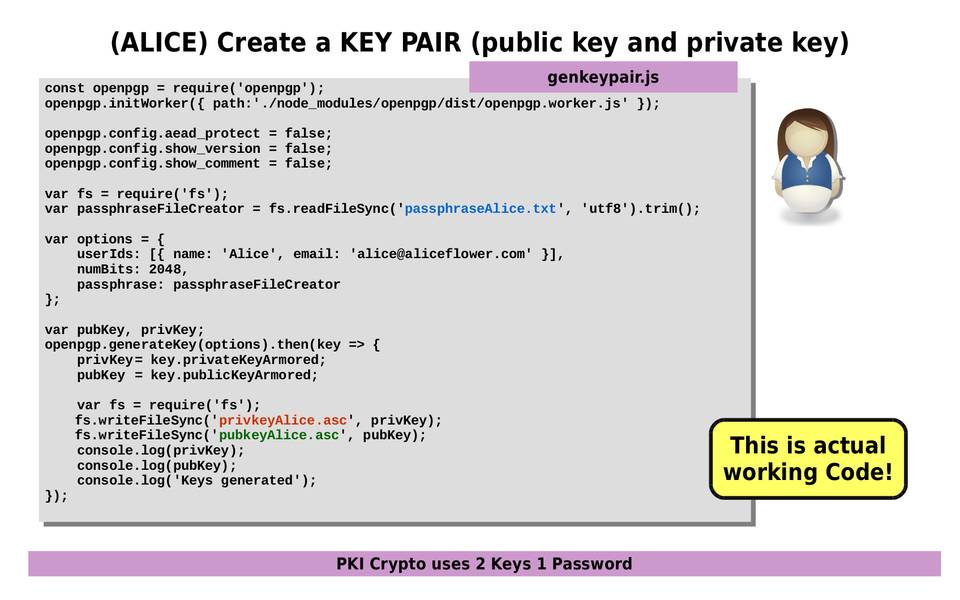 (ALICE) Create a KEY PAIR (public key and private key)
genkeypair.js
const openpgp = require('openpgp');
openpgp.initWorker({ path:'./node_modules/openpgp/dist/openpgp.worker.js' });

openpgp.config.aead_protect = false;
openpgp.config.show_version = false;
openpgp.config.show_comment = false;

var fs = require('fs');
var passphraseFileCreator = fs.readFileSync('passphraseAlice.txt', 'utf8').trim();

var options = {
    userIds: [{ name: 'Alice', email: 'alice@aliceflower.com' }],
    numBits: 2048,
    passphrase: passphraseFileCreator
};

var pubKey, privKey;
openpgp.generateKey(options).then(key => {
    privKey= key.privateKeyArmored;
    pubKey = key.publicKeyArmored;

    var fs = require('fs');
    fs.writeFileSync('privkeyAlice.asc', privKey);
    fs.writeFileSync('pubkeyAlice.asc', pubKey);
    console.log(privKey);
    console.log(pubKey);
    console.log('Keys generated');
});
This is actual
working Code!
PKI Crypto uses 2 Keys 1 Password